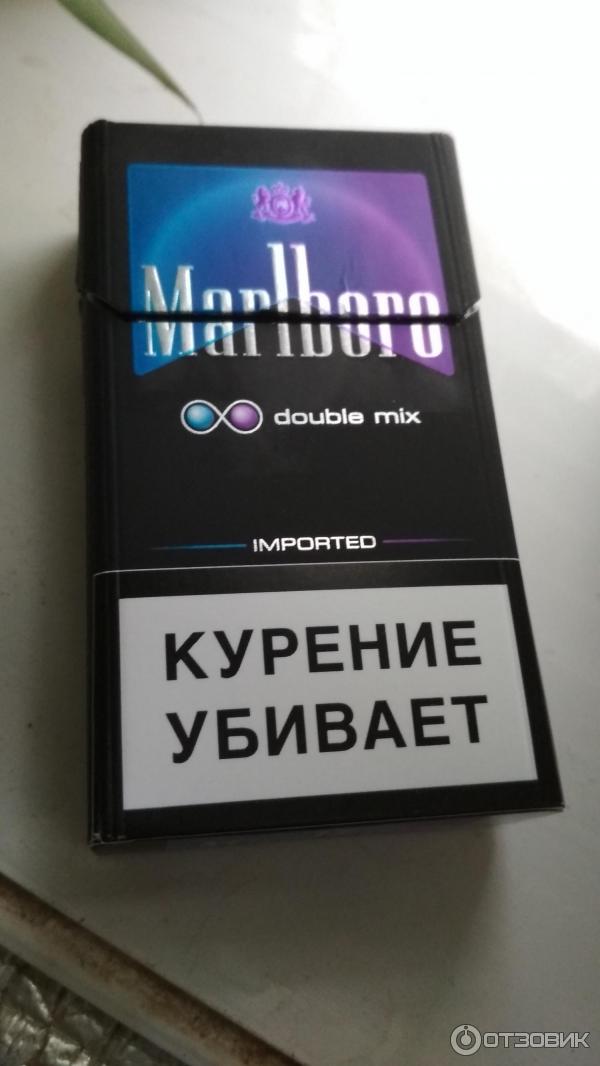 Marlboro
double mix
IMPORTED
КУРЕНИЕ
УБИВАЕТ
ОТЗОВИК